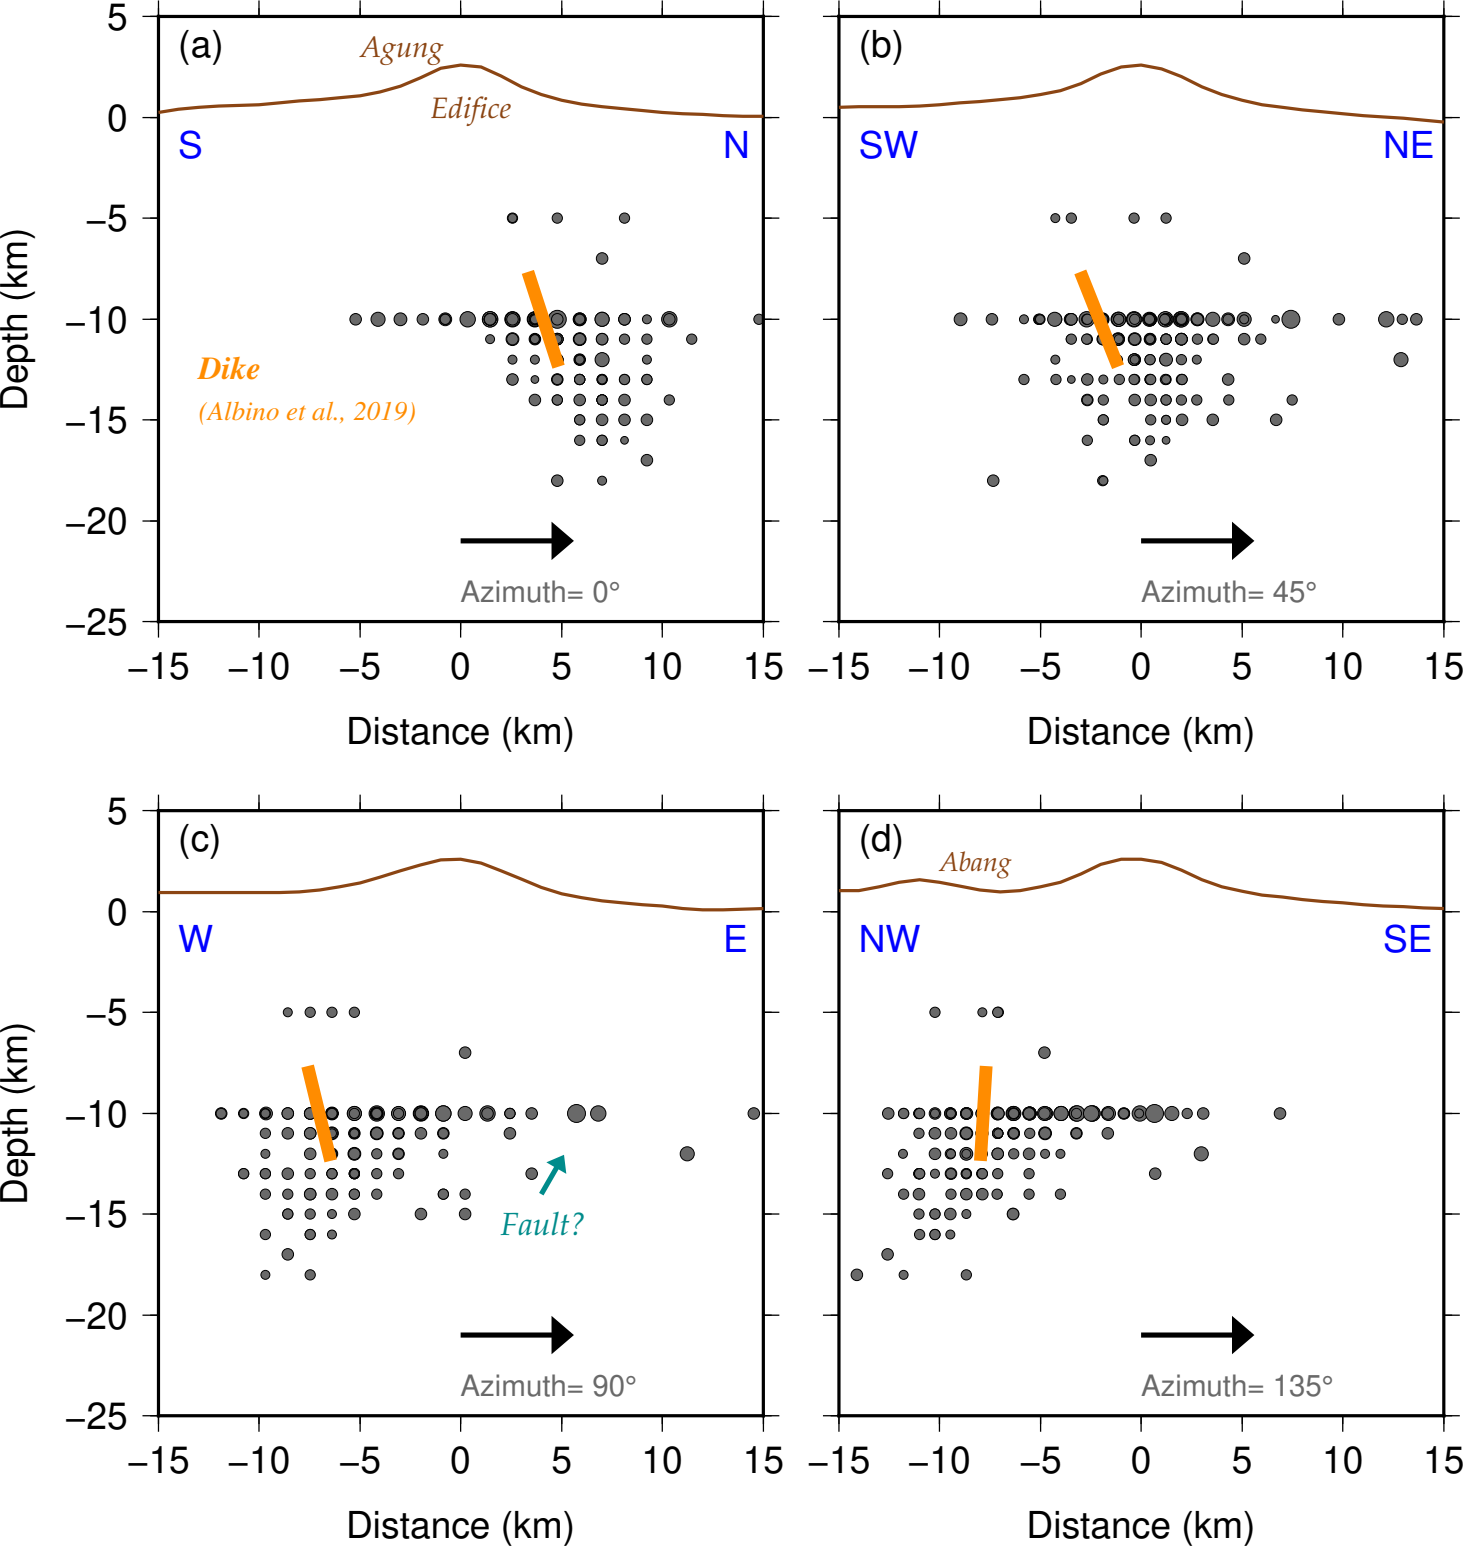 (a)
Agung
Edifice
S N
Dike
(Albino et al., 2019)
Azimuth= 0°
5
0
−5
−10
−15
−20
−25
Depth (km)
−15 −10 −5 0 5 10 15
Distance (km)
(b)
SW NE
Azimuth= 45°
−15 −10 −5 0 5 10 15
Distance (km)
(c)
W E
Fault?
Azimuth= 90°
5
0
−5
−10
−15
−20
−25
Depth (km)
−15 −10 −5 0 5 10 15
Distance (km)
(d)
Abang
NW SE
Azimuth= 135°
−15 −10 −5 0 5 10 15
Distance (km)